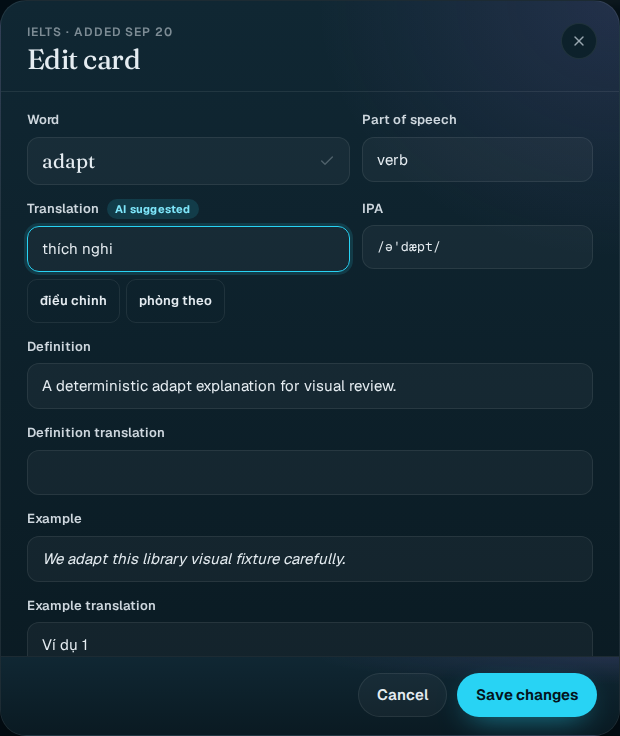 IELTS · ADDED SEP 20
Edit card
Word
Part of speech
adapt
verb
Translation AI suggested
IPA
thích nghi
/əˈdæpt/
điều chỉnh
phỏng theo
Definition
A deterministic adapt explanation for visual review.
Definition translation
Example
We adapt this library visual fixture carefully.
Example translation
Ví dụ 1
Cancel
Save changes